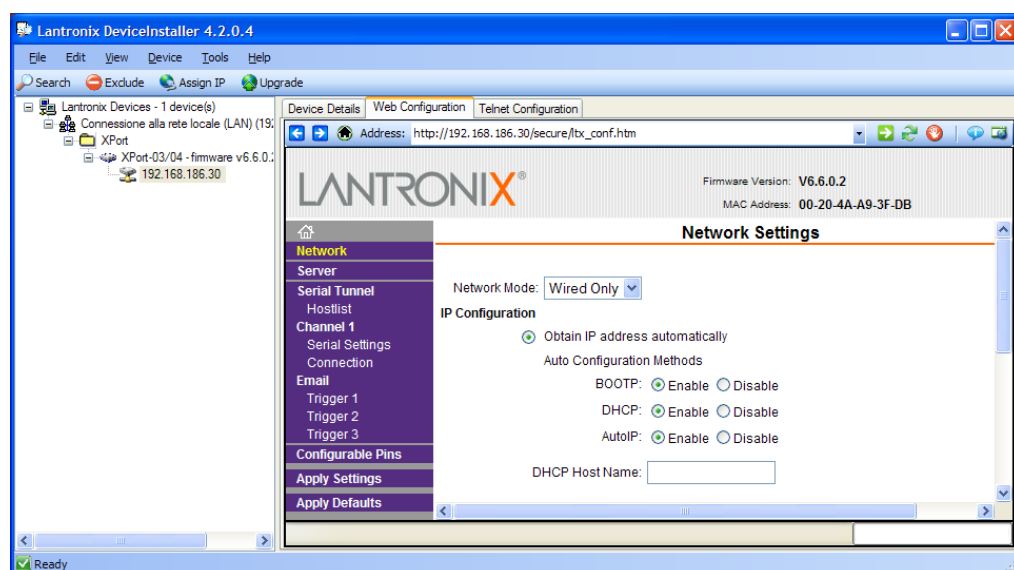 Lantronix DeviceInstaller 4.2.0.4
File Edit View Device Tools Help
Search Exclude Assign IP Upgrade
Lantronix Devices - 1 device(s)
Connessione alla rete locale (LAN) (19
XPort
XPort-03/04 - firmware v6.6.0.
192.168.186.30
Device Details Web Configuration Telnet Configuration
Address: http://192.168.186.30/secure/ltx_conf.htm
LANTRONIX®
Firmware Version: V6.6.0.2
MAC Address: 00-20-4A-A9-3F-DB
Network
Server
Serial Tunnel
Hostlist
Channel 1
Serial Settings
Connection
Email
Trigger 1
Trigger 2
Trigger 3
Configurable Pins
Apply Settings
Apply Defaults
Network Settings
Network Mode: Wired Only
IP Configuration
Obtain IP address automatically
Auto Configuration Methods
BOOTP: Enable Disable
DHCP: Enable Disable
AutoIP: Enable Disable
DHCP Host Name:
Ready